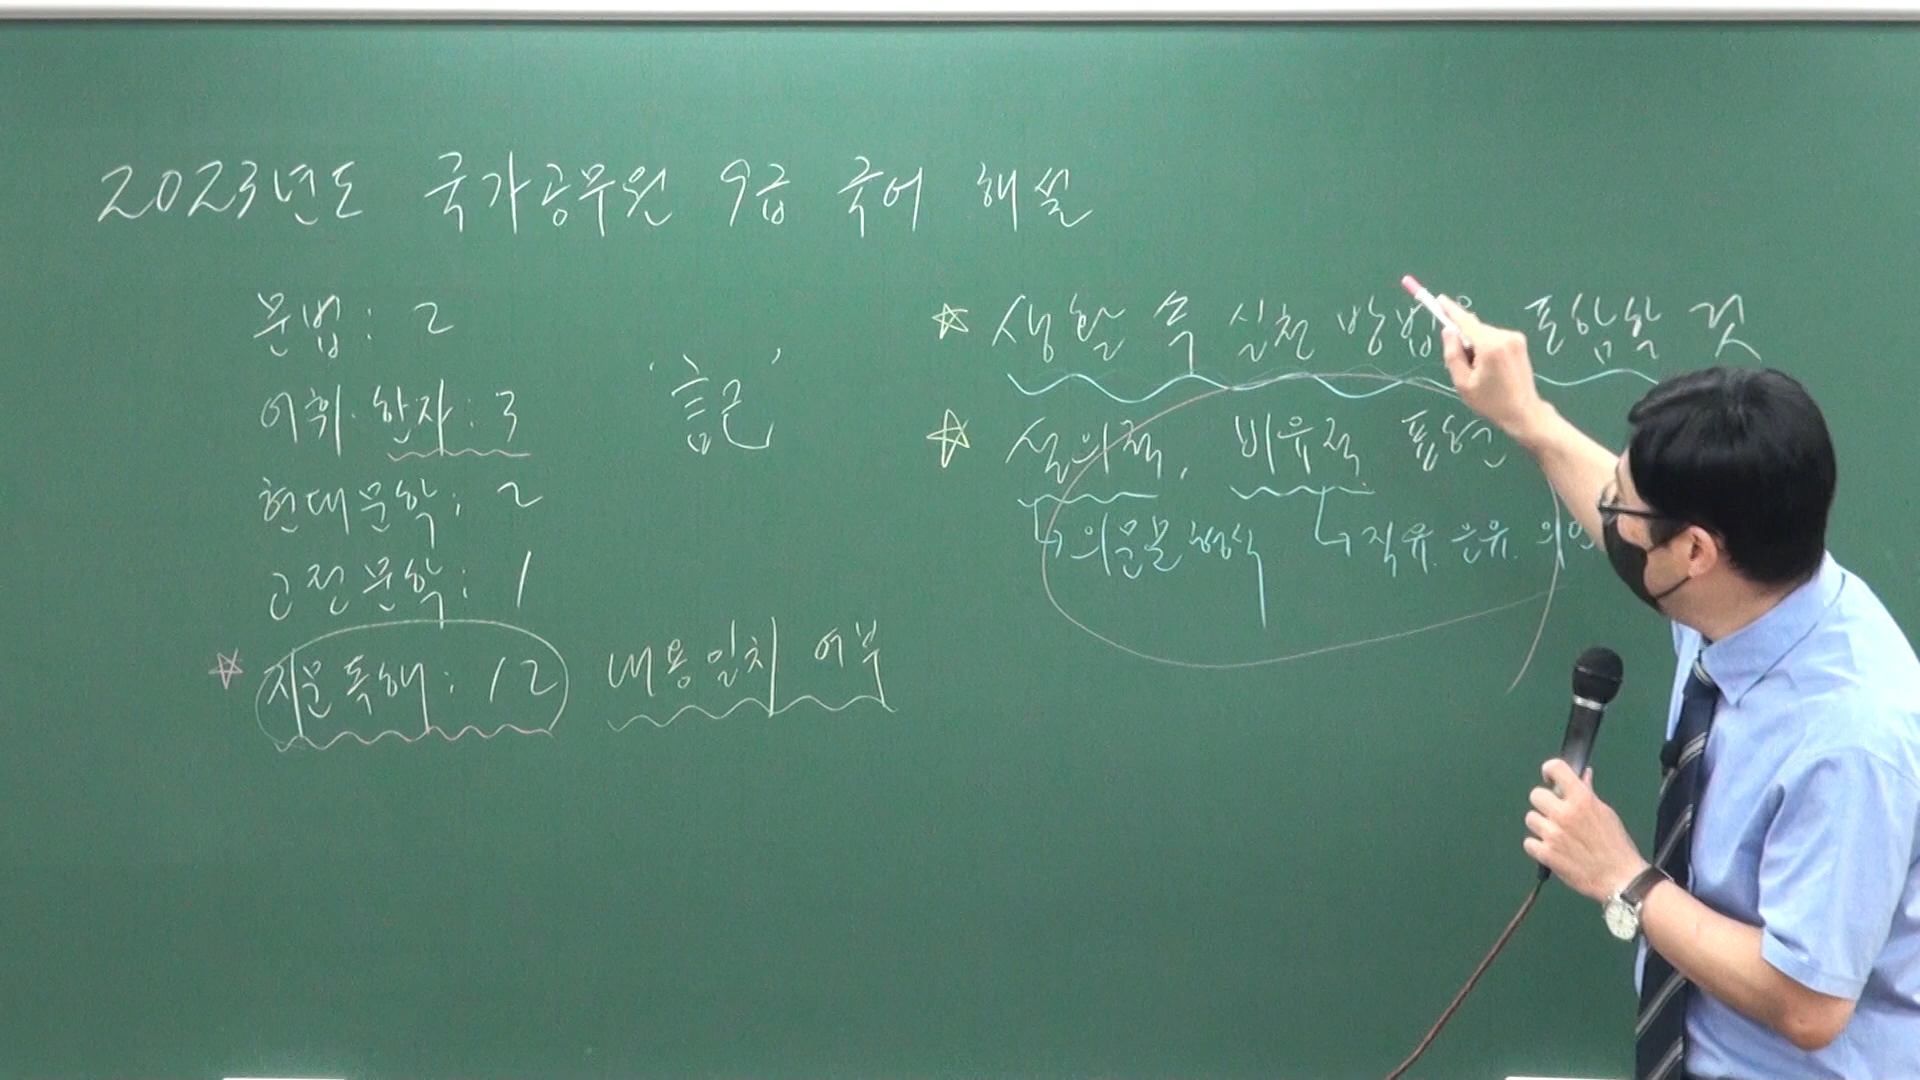 2023년도 국가공무원 9급 국어 해설
문법 : 2
어휘·한자 : 3
'記'
현대문학 : 2
고전문학 : 1
☆ 지문독해 : 12 내용일치 여부
☆ 생활 속 실천 방법을 포함할 것
☆ 설의적, 비유적 표현
↳의문문 형식 ↳직유. 은유. 의인